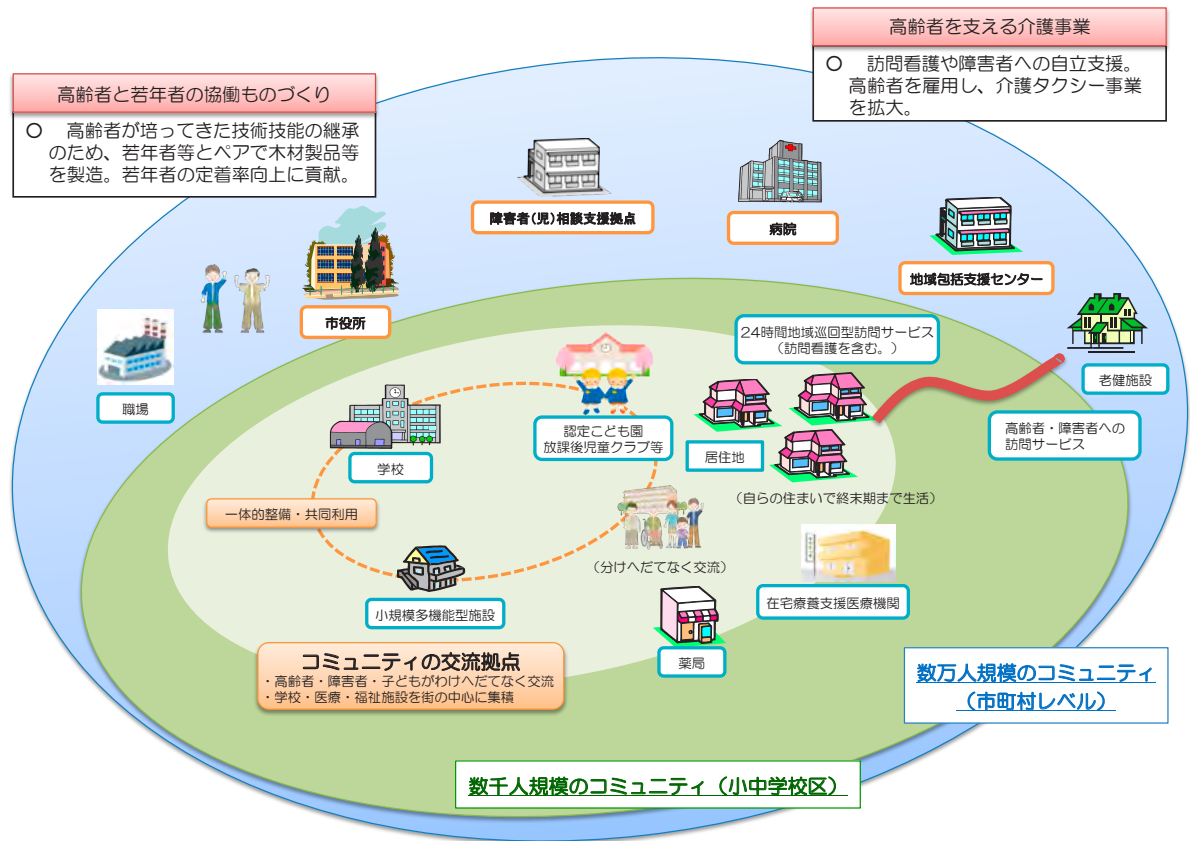 高齢者を支える介護事業
○　訪問看護や障害者への自立支援。
高齢者を雇用し、介護タクシー事業
を拡大。
高齢者と若年者の協働ものづくり
○　高齢者が培ってきた技術技能の継承
のため、若年者等とペアで木材製品等
を製造。若年者の定着率向上に貢献。
障害者(児)相談支援拠点
病院
地域包括支援センター
市役所
24時間地域巡回型訪問サービス
（訪問看護を含む。）
老健施設
職場
認定こども園
放課後児童クラブ等
高齢者・障害者への
訪問サービス
学校
居住地
（自らの住まいで終末期まで生活）
一体的整備・共同利用
（分けへだてなく交流）
在宅療養支援医療機関
小規模多機能型施設
薬局
コミュニティの交流拠点
・高齢者・障害者・子どもがわけへだてなく交流
・学校・医療・福祉施設を街の中心に集積
数万人規模のコミュニティ
（市町村レベル）
数千人規模のコミュニティ（小中学校区）